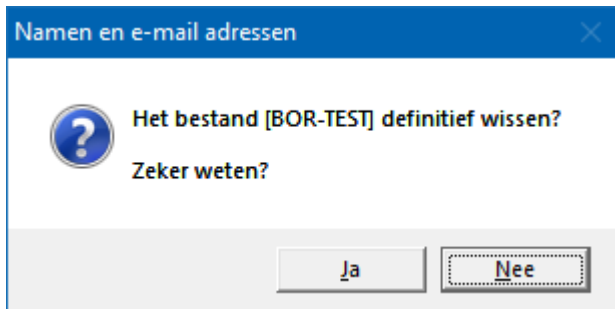 Namen en e-mail adressen
Het bestand [BOR-TEST] definitief wissen?
Zeker weten?
Ja
Nee